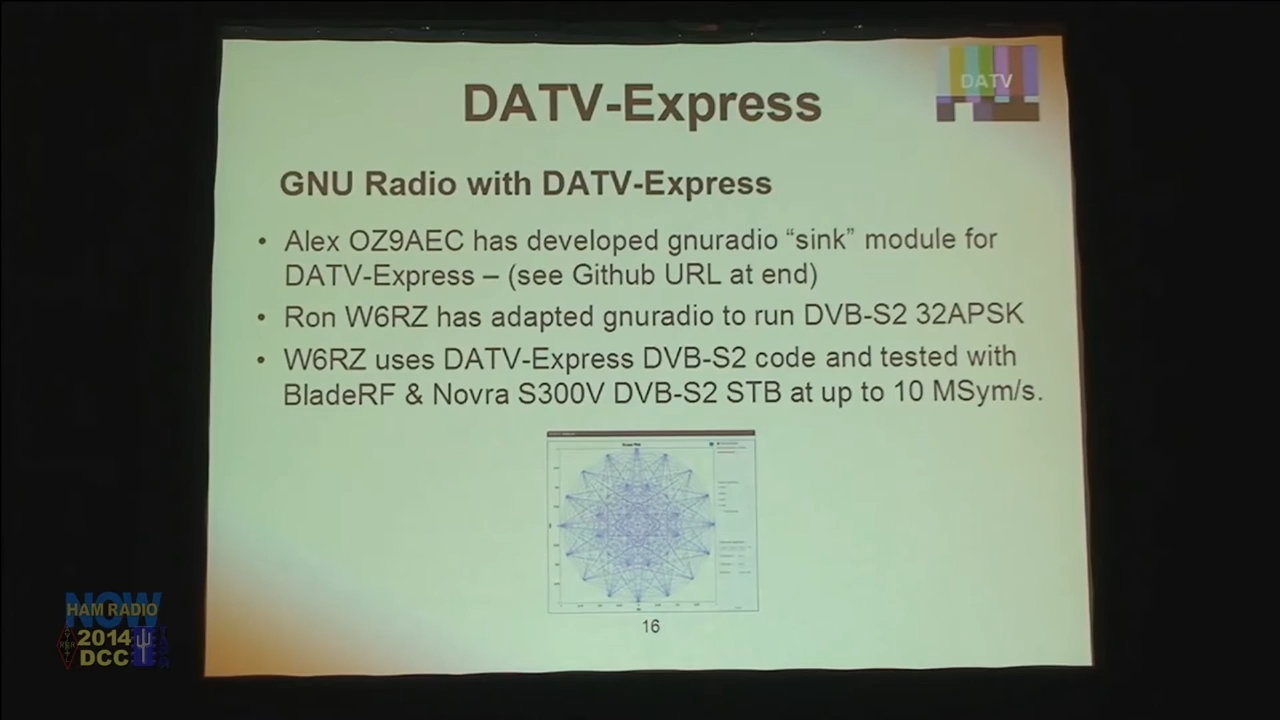 DATV-Express
DATV
GNU Radio with DATV-Express
• Alex OZ9AEC has developed gnuradio “sink” module for
DATV-Express – (see Github URL at end)
• Ron W6RZ has adapted gnuradio to run DVB-S2 32APSK
• W6RZ uses DATV-Express DVB-S2 code and tested with
BladeRF & Novra S300V DVB-S2 STB at up to 10 MSym/s.
16
NOW
HAM RADIO
2014
DCC